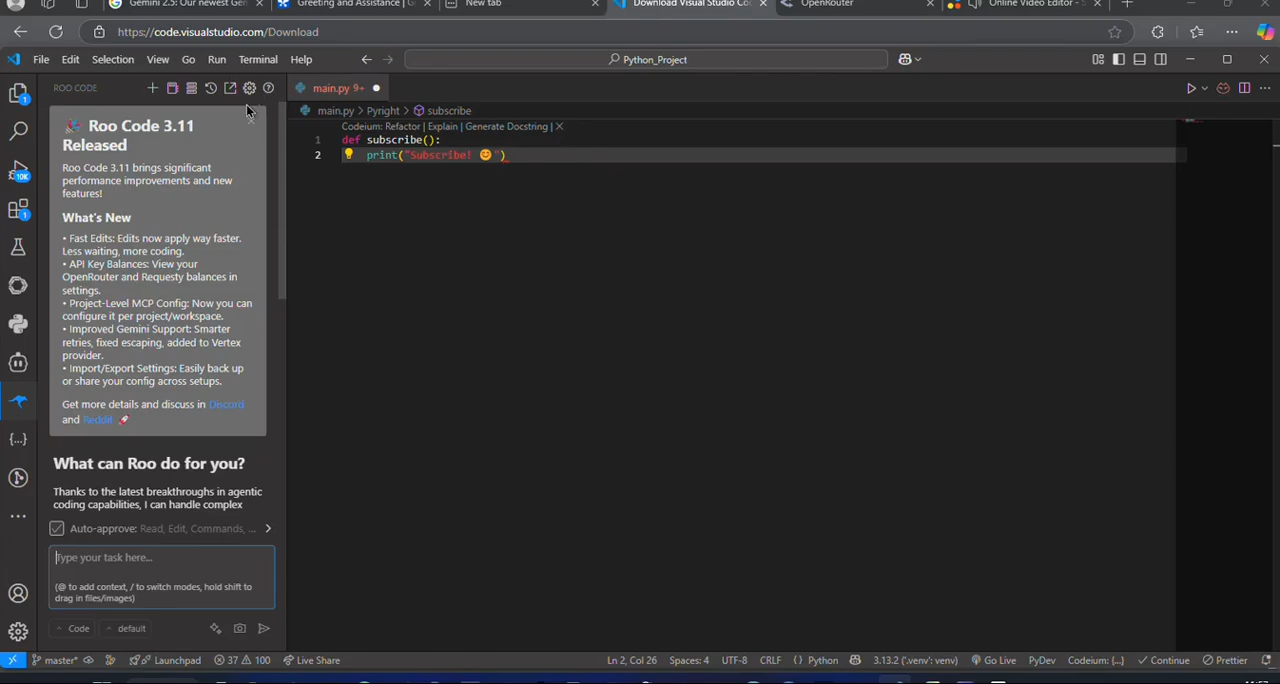 Gemini 2.5: Our newest Gem
Greeting and Assistance | G
New tab
Download Visual Studio Co
OpenRouter
Online Video Editor -
https://code.visualstudio.com/Download
File Edit Selection View Go Run Terminal Help
Python_Project
ROO CODE
main.py 9+
main.py > Pyright > subscribe
Codeium: Refactor | Explain | Generate Docstring | ✕
1 def subscribe():
2 print("Subscribe! 😊")
🎉 Roo Code 3.11
Released
Roo Code 3.11 brings significant
performance improvements and new
features!
What's New
• Fast Edits: Edits now apply way faster.
Less waiting, more coding.
• API Key Balances: View your
OpenRouter and Requesty balances in
settings.
• Project-Level MCP Config: Now you can
configure it per project/workspace.
• Improved Gemini Support: Smarter
retries, fixed escaping, added to Vertex
provider.
• Import/Export Settings: Easily back up
or share your config across setups.
Get more details and discuss in Discord
and Reddit 🚀
What can Roo do for you?
Thanks to the latest breakthroughs in agentic
coding capabilities, I can handle complex
Auto-approve: Read, Edit, Commands, ...
Type your task here...
(@ to add context, / to switch modes, hold shift to
drag in files/images)
Code default
1
10K
1
master* Launchpad 37 100 Live Share
Ln 2, Col 26 Spaces: 4 UTF-8 CRLF Python 3.13.2 ('.venv': venv) Go Live PyDev Codeium: {...} Continue Prettier